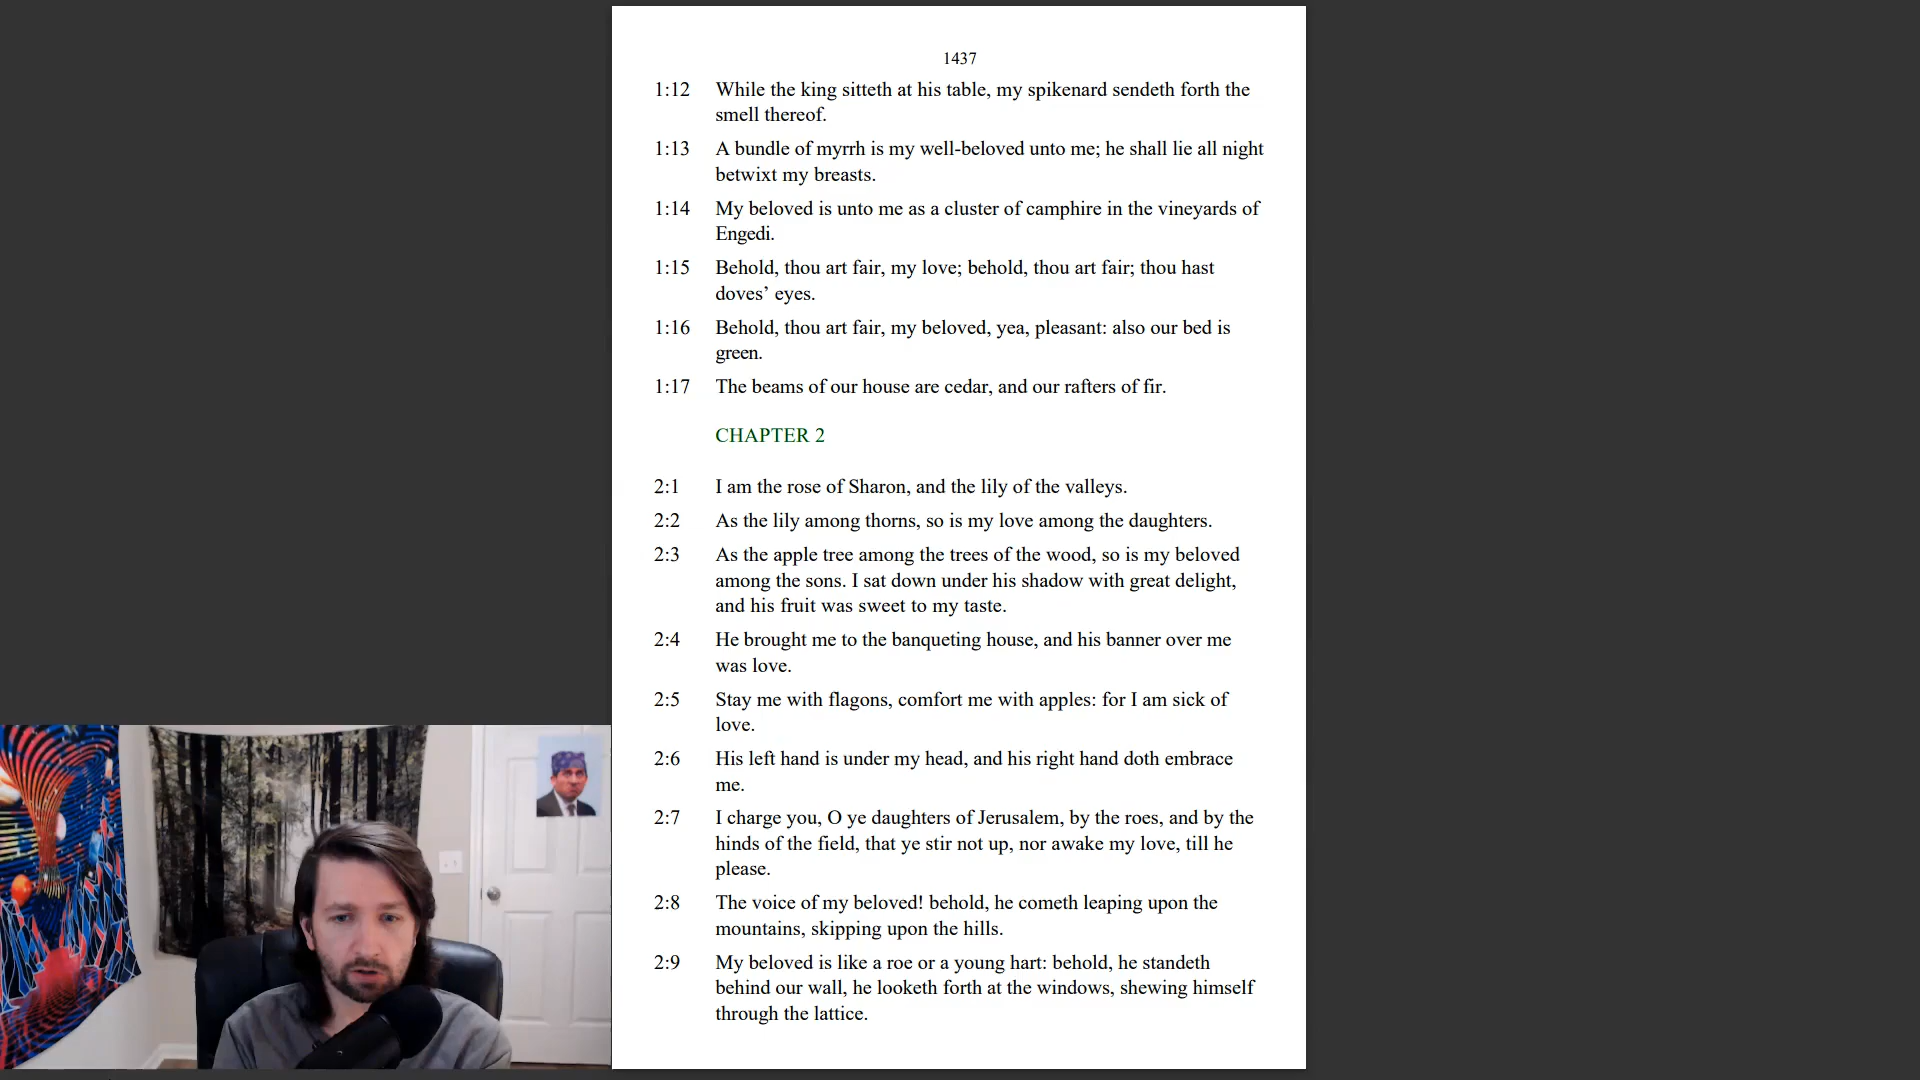 1437
1:12 While the king sitteth at his table, my spikenard sendeth forth the
smell thereof.
1:13 A bundle of myrrh is my well-beloved unto me; he shall lie all night
betwixt my breasts.
1:14 My beloved is unto me as a cluster of camphire in the vineyards of
Engedi.
1:15 Behold, thou art fair, my love; behold, thou art fair; thou hast
doves’ eyes.
1:16 Behold, thou art fair, my beloved, yea, pleasant: also our bed is
green.
1:17 The beams of our house are cedar, and our rafters of fir.
CHAPTER 2
2:1 I am the rose of Sharon, and the lily of the valleys.
2:2 As the lily among thorns, so is my love among the daughters.
2:3 As the apple tree among the trees of the wood, so is my beloved
among the sons. I sat down under his shadow with great delight,
and his fruit was sweet to my taste.
2:4 He brought me to the banqueting house, and his banner over me
was love.
2:5 Stay me with flagons, comfort me with apples: for I am sick of
love.
2:6 His left hand is under my head, and his right hand doth embrace
me.
2:7 I charge you, O ye daughters of Jerusalem, by the roes, and by the
hinds of the field, that ye stir not up, nor awake my love, till he
please.
2:8 The voice of my beloved! behold, he cometh leaping upon the
mountains, skipping upon the hills.
2:9 My beloved is like a roe or a young hart: behold, he standeth
behind our wall, he looketh forth at the windows, shewing himself
through the lattice.